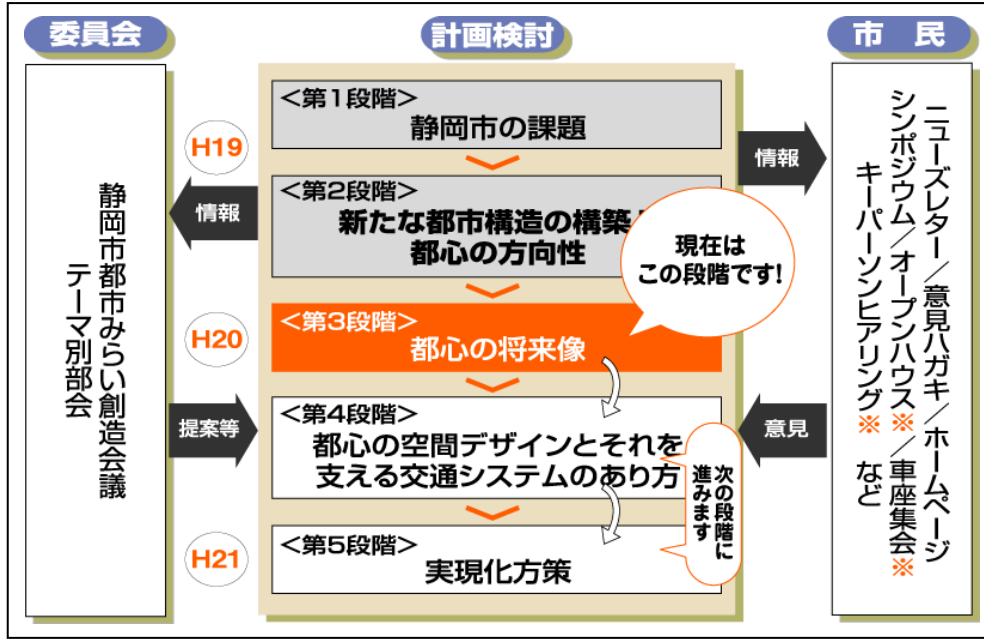 委員会
計画検討
市 民
静岡市都市みらい創造会議
テーマ別部会
H19
H20
H21
情報
提案等
<第1段階>
静岡市の課題
<第2段階>
新たな都市構造の構築
都心の方向性
<第3段階>
都心の将来像
<第4段階>
都心の空間デザインとそれを
支える交通システムのあり方
<第5段階>
実現化方策
現在は
この段階です!
次の段階に
進みます
情報
意見
ニューズレター/意見ハガキ/ホームページ
シンポジウム/オープンハウス※/車座集会※
キーパーソンヒアリング※ など